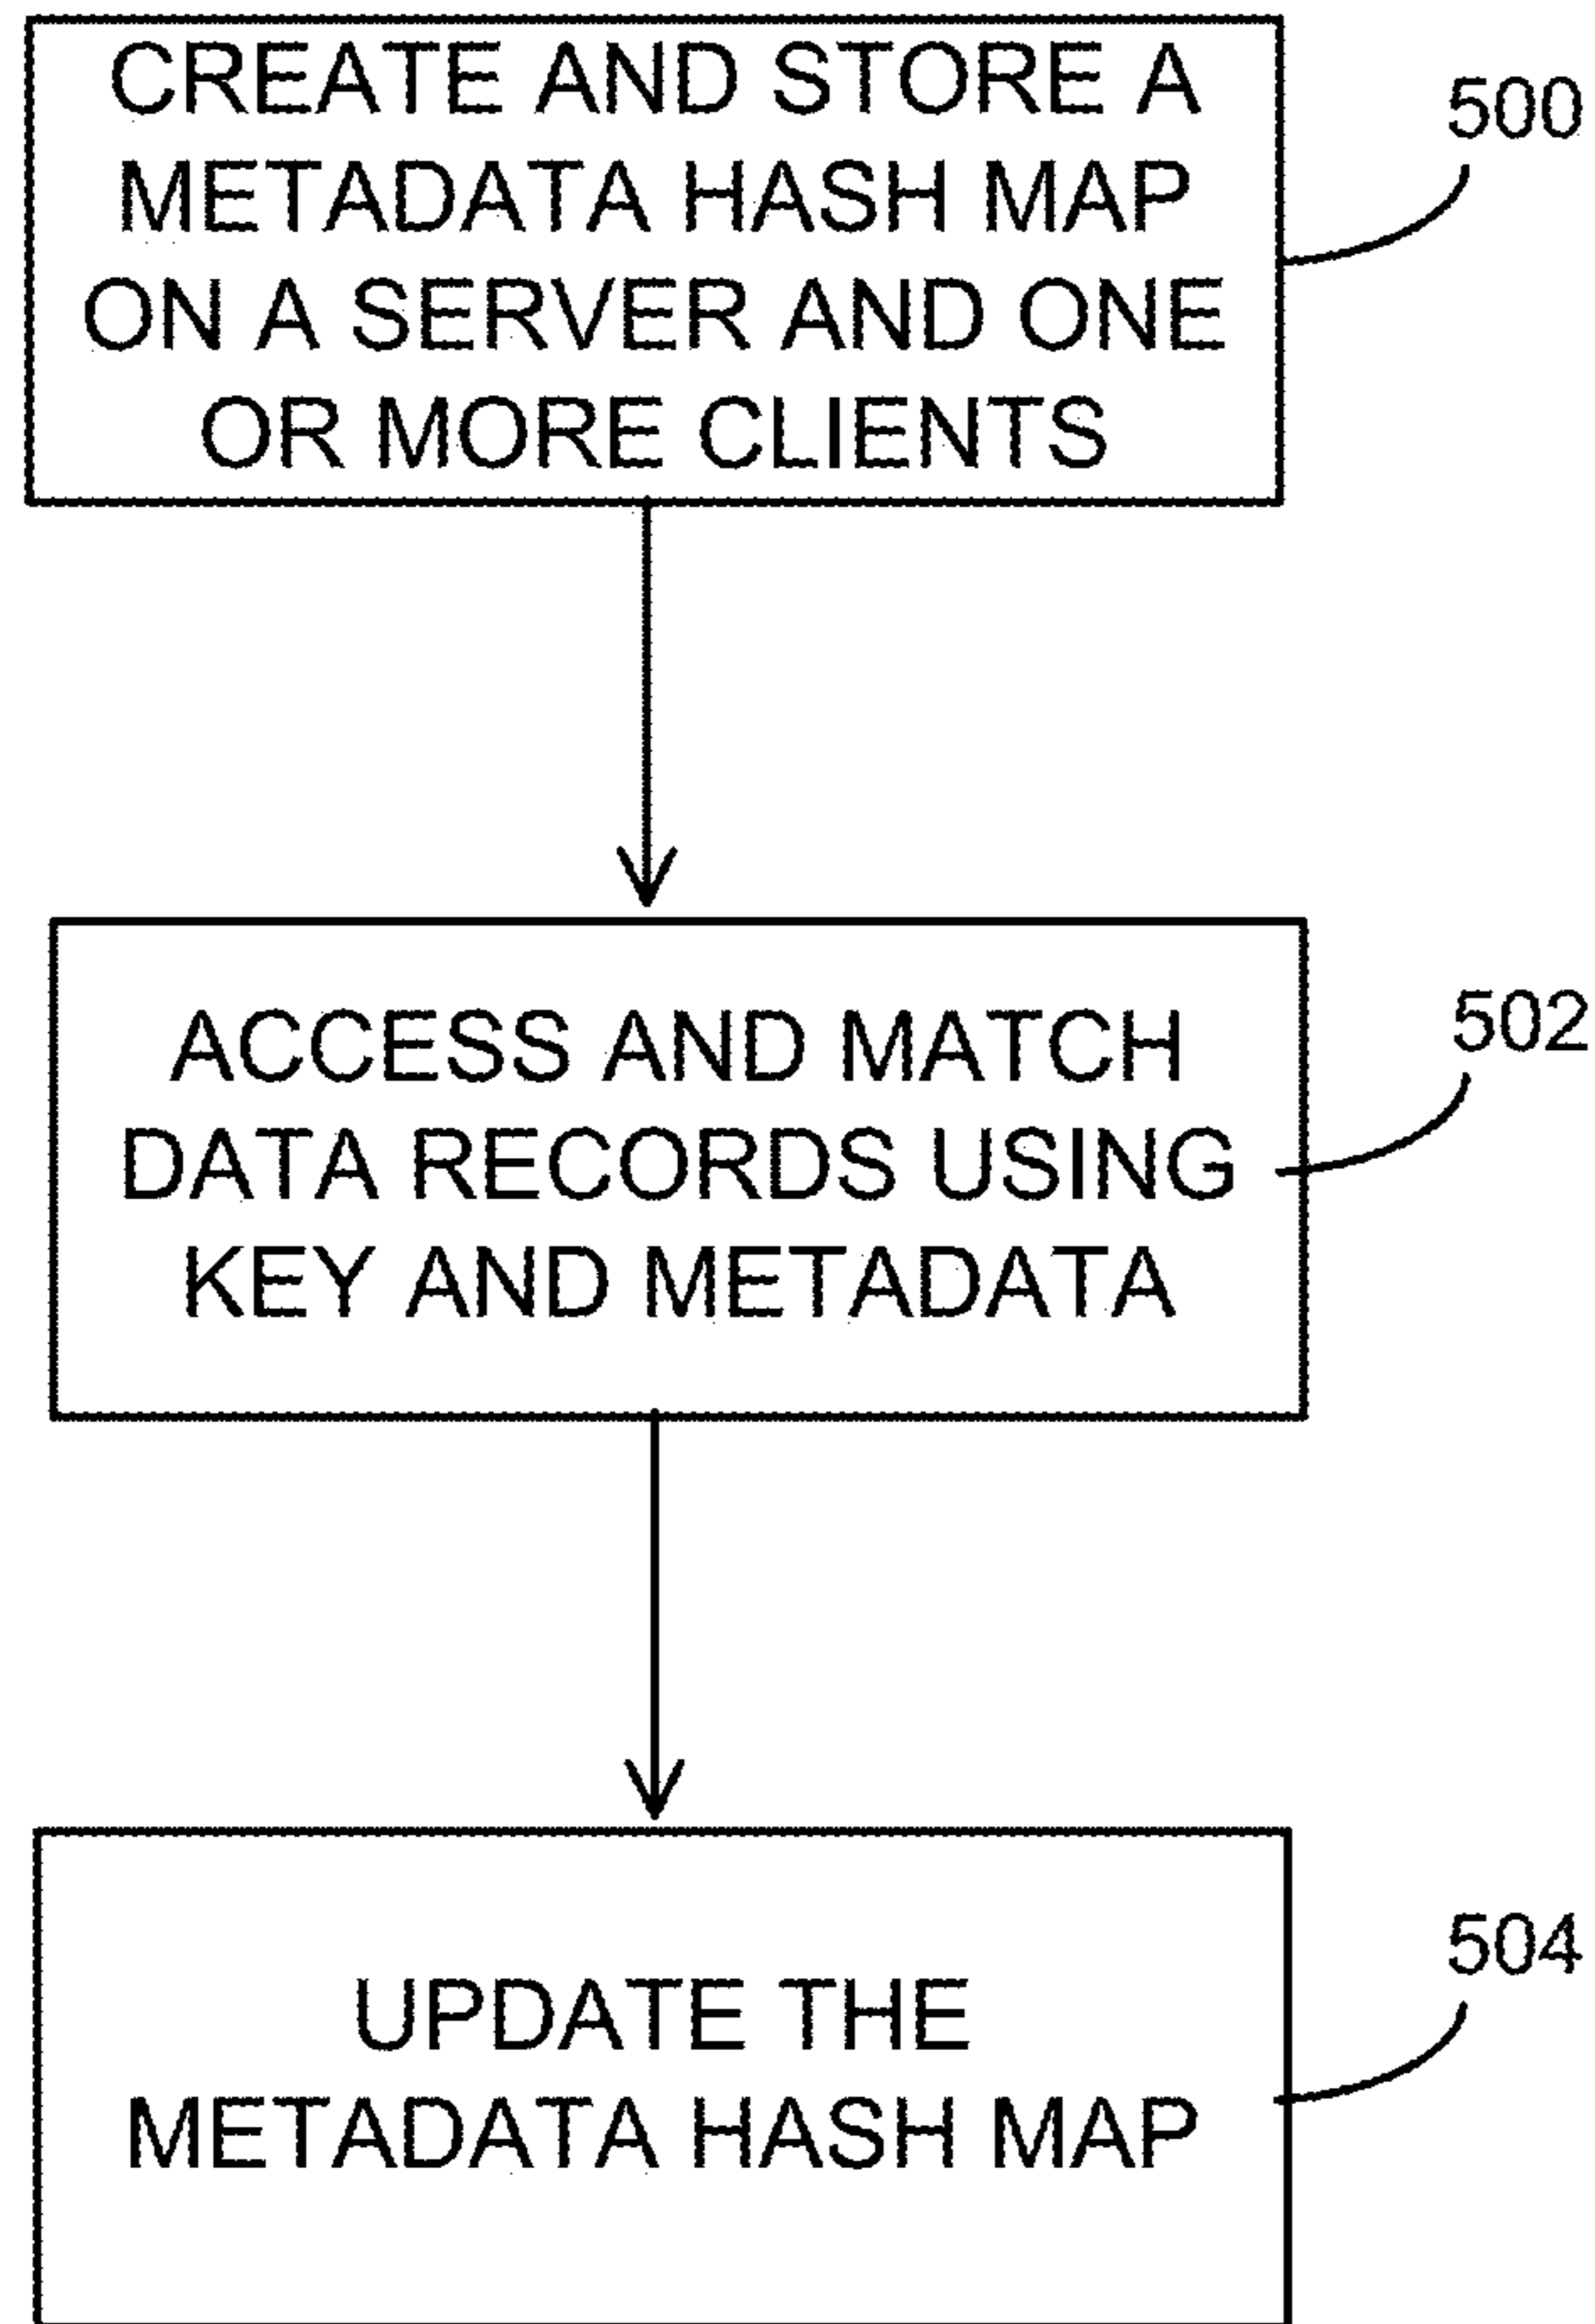 CREATE AND STORE A
METADATA HASH MAP
ON A SERVER AND ONE
OR MORE CLIENTS
500
ACCESS AND MATCH
DATA RECORDS USING
KEY AND METADATA
502
UPDATE THE
METADATA HASH MAP
504